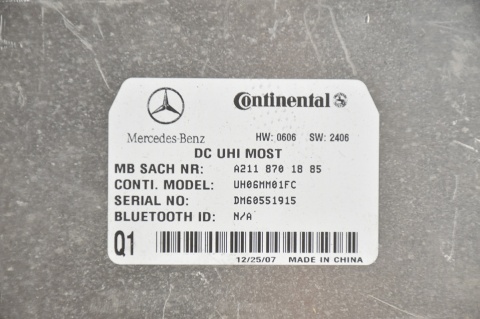 Mercedes-Benz
Continental
HW: 0606 SW: 2406
DC UHI MOST
MB SACH NR: A211 870 18 85
CONTI. MODEL: UH06MM01FC
SERIAL NO: DM60551915
BLUETOOTH ID: N/A
Q1
12/25/07 MADE IN CHINA